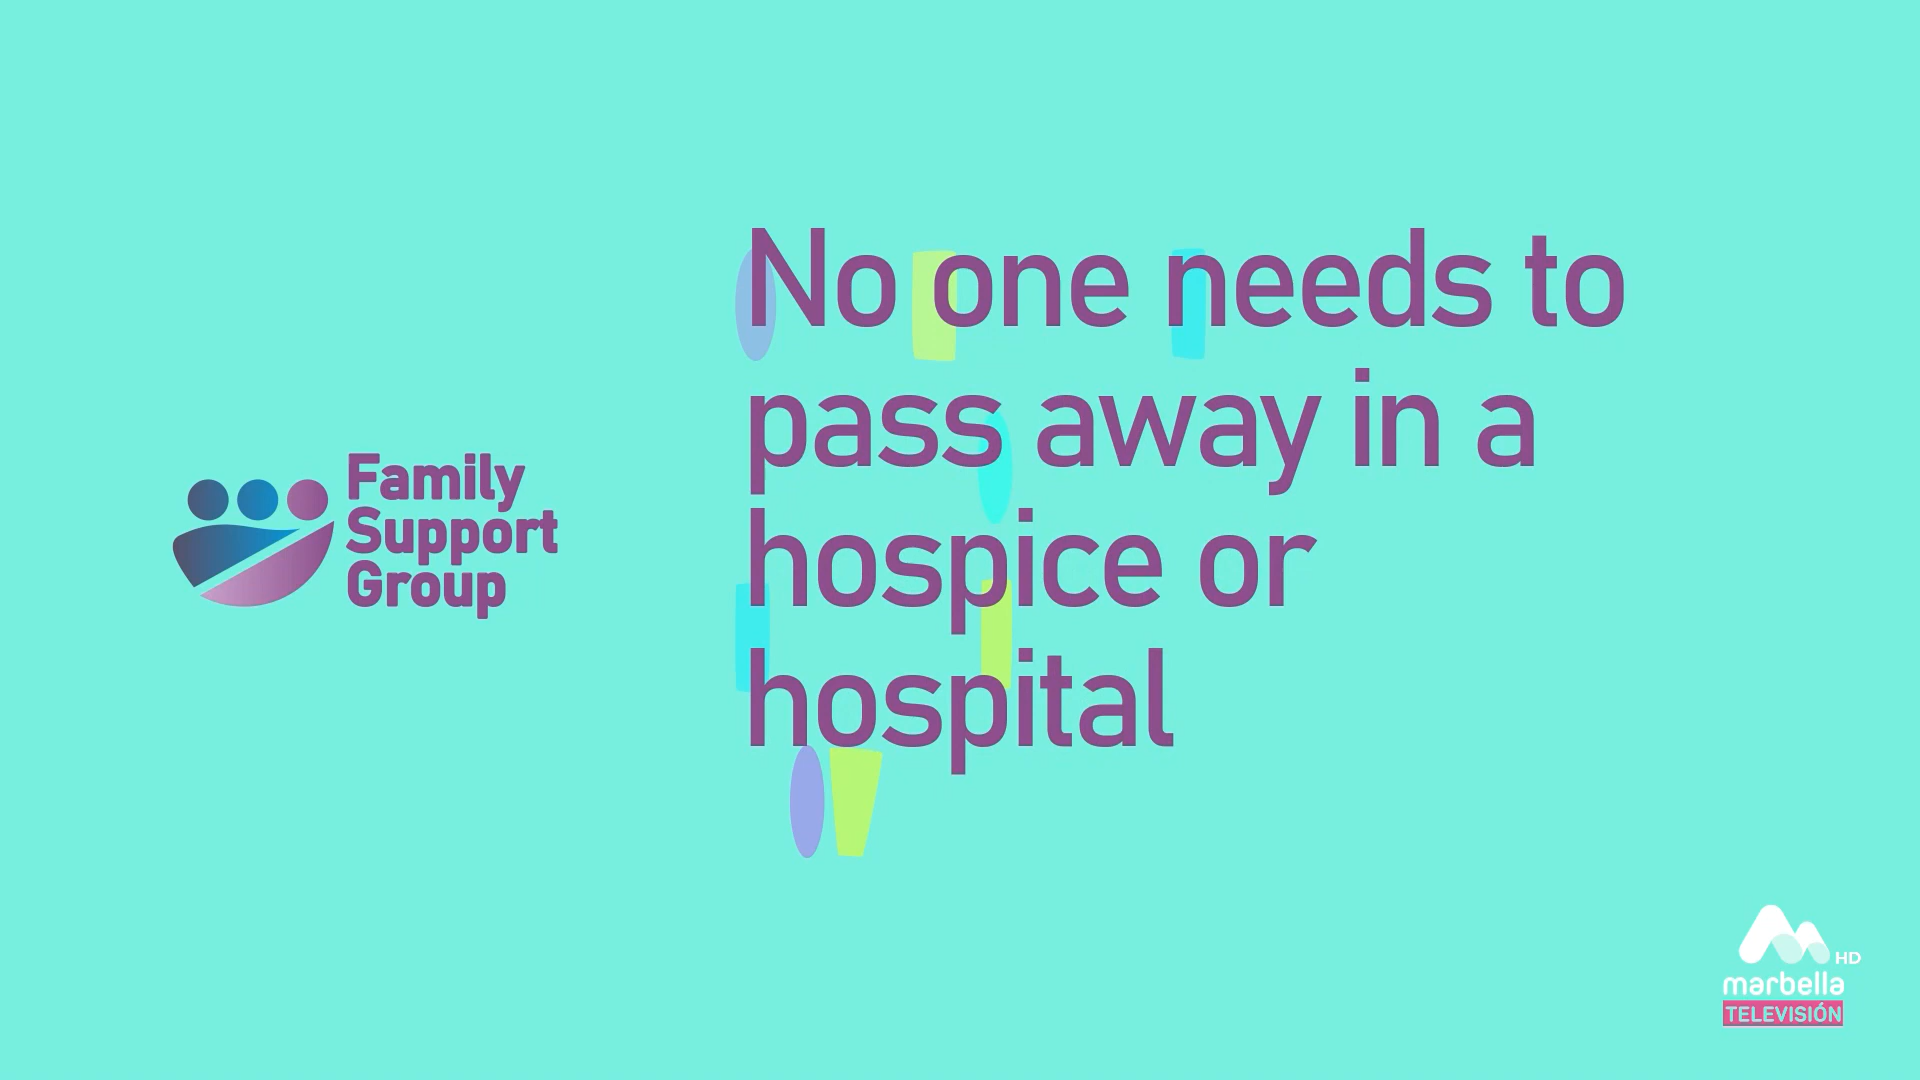 No one needs to
pass away in a
hospice or
hospital
Family
Support
Group
HD
marbella
TELEVISIÓN